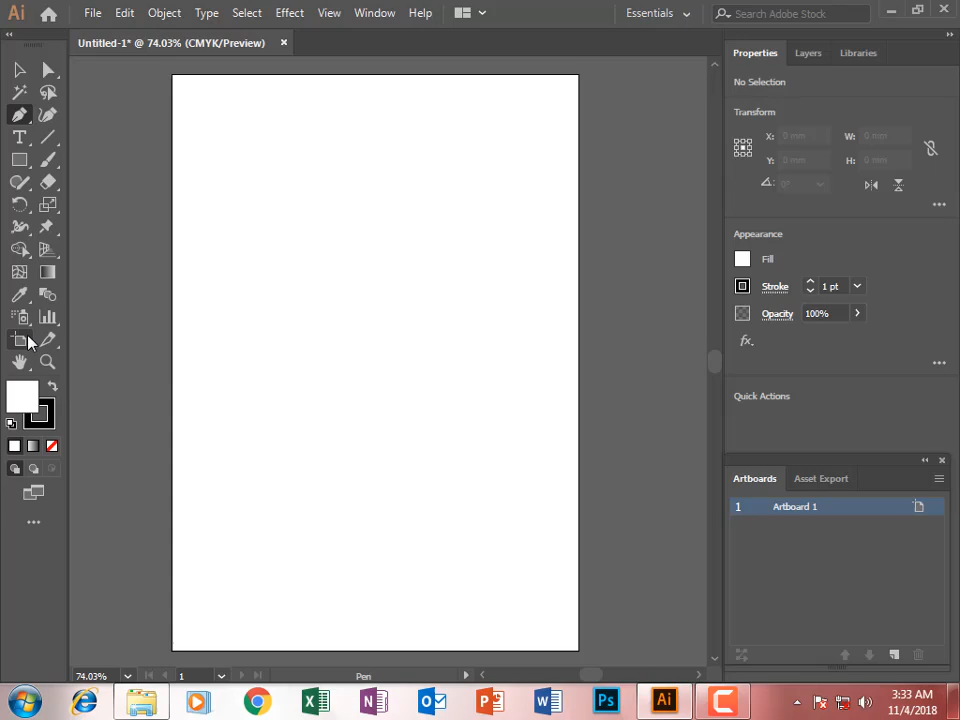 Ai File Edit Object Type Select Effect View Window Help Essentials Search Adobe Stock
Untitled-1* @ 74.03% (CMYK/Preview)
Properties Layers Libraries
No Selection
Transform
X: 0 mm W: 0 mm
Y: 0 mm H: 0 mm
0°
Appearance
Fill
Stroke 1 pt
Opacity 100%
fx.
Quick Actions
Artboards Asset Export
1 Artboard 1
74.03% 1 Pen
Ps Ai
3:33 AM
11/4/2018